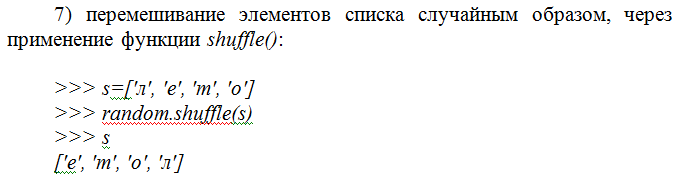 7) перемешивание элементов списка случайным образом, через
применение функции shuffle():
>>> s=['л', 'е', 'т', 'о']
>>> random.shuffle(s)
>>> s
['е', 'т', 'о', 'л']